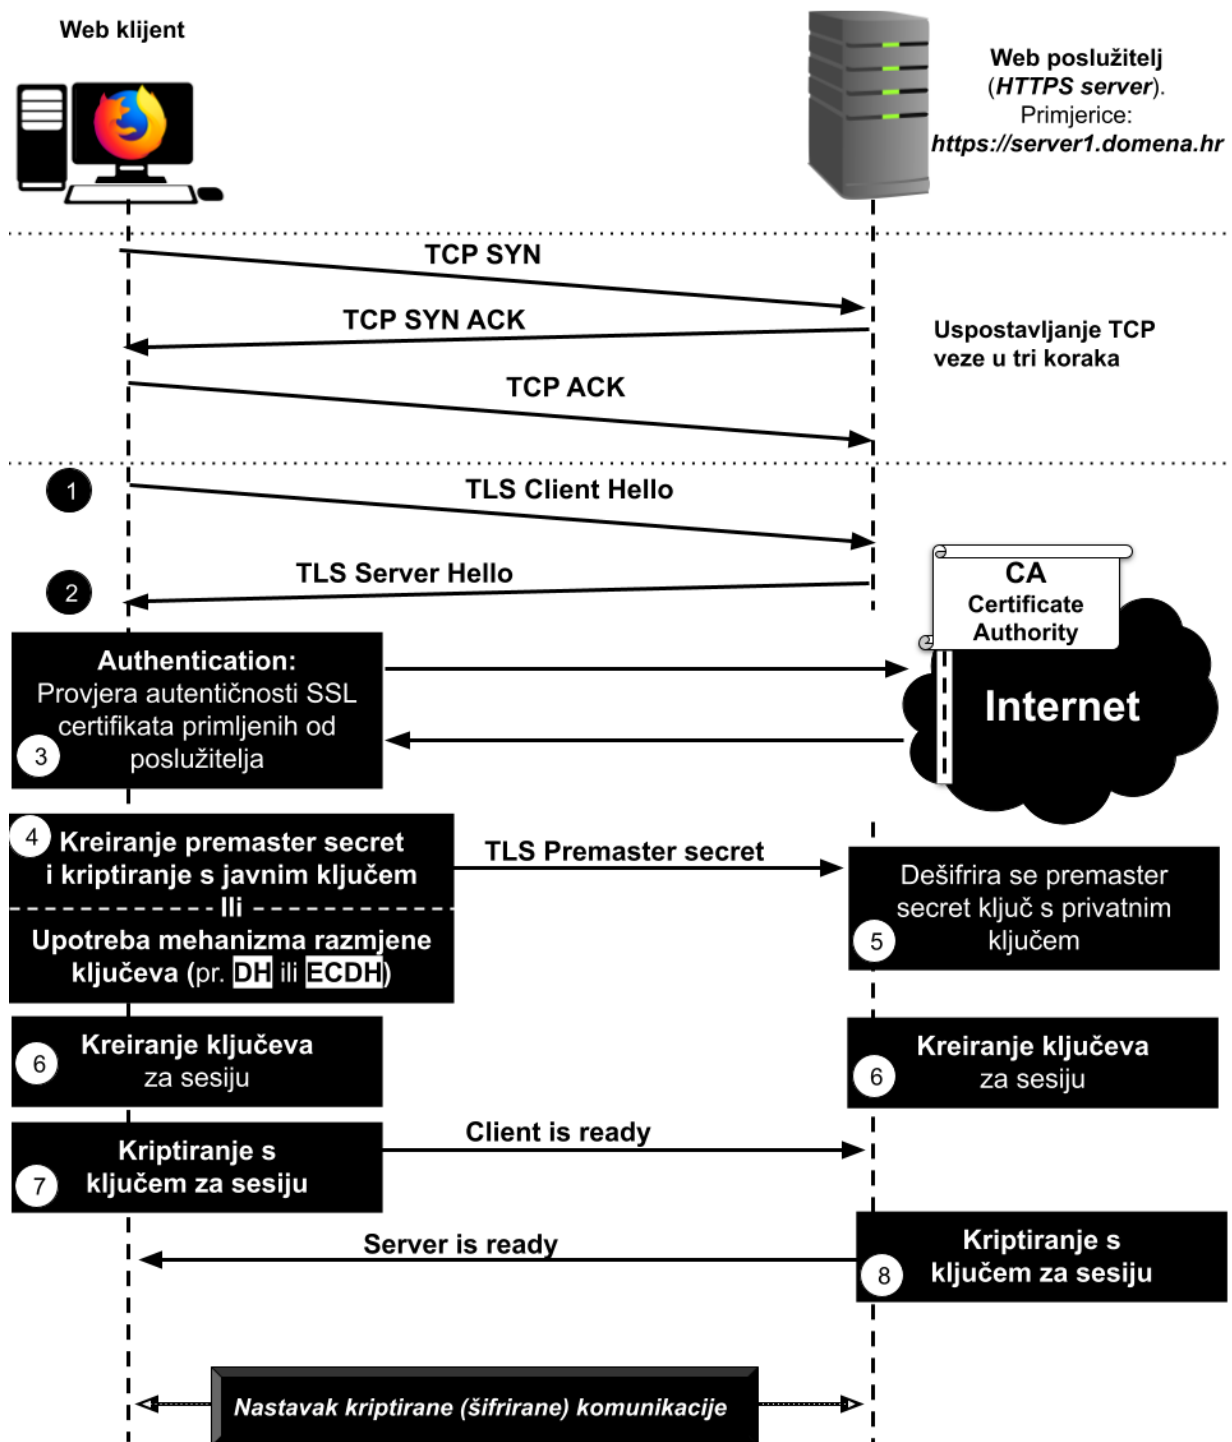 Web klijent
Web poslužitelj
(HTTPS server).
Primjerice:
https://server1.domena.hr
TCP SYN
TCP SYN ACK
Uspostavljanje TCP
veze u tri koraka
TCP ACK
1
TLS Client Hello
2
TLS Server Hello
CA
Certificate
Authority
Internet
Authentication:
Provjera autentičnosti SSL
certifikata primljenih od
poslužitelja
3
4
Kreiranje premaster secret
i kriptiranje s javnim ključem
Ili
Upotreba mehanizma razmjene
ključeva (pr. DH ili ECDH)
TLS Premaster secret
Dešifrira se premaster
secret ključ s privatnim
ključem
5
Kreiranje ključeva
za sesiju
6
Kreiranje ključeva
za sesiju
6
Kriptiranje s
ključem za sesiju
7
Client is ready
Server is ready
Kriptiranje s
ključem za sesiju
8
Nastavak kriptirane (šifrirane) komunikacije